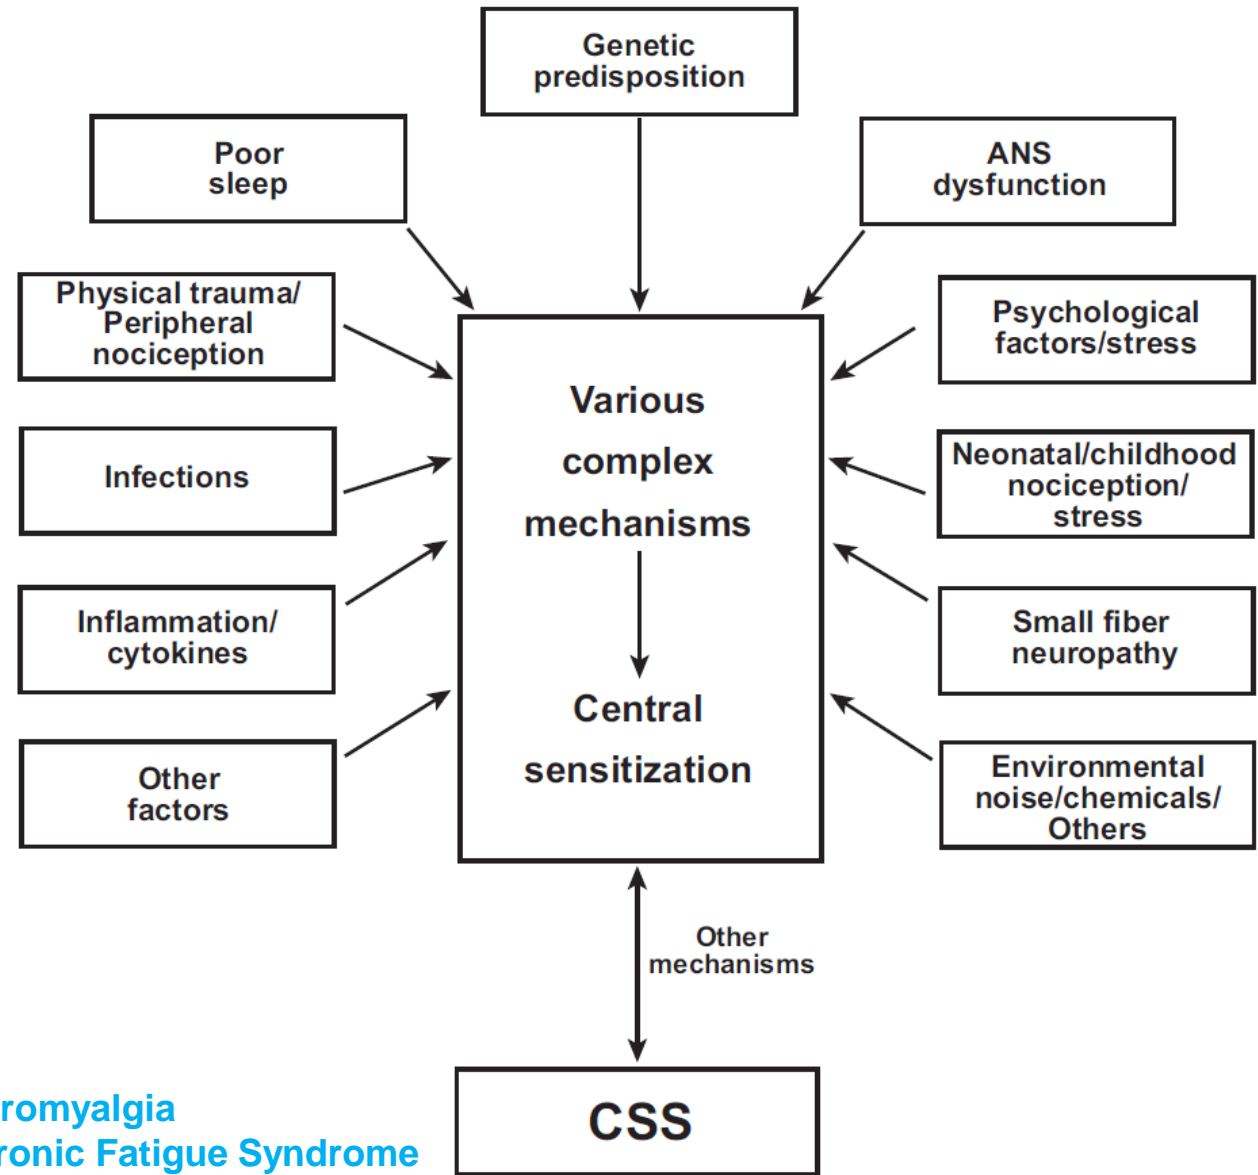 Genetic
predisposition
Poor
sleep
ANS
dysfunction
Physical trauma/
Peripheral
nociception
Psychological
factors/stress
Infections
Neonatal/childhood
nociception/
stress
Inflammation/
cytokines
Small fiber
neuropathy
Other
factors
Environmental
noise/chemicals/
Others
Various
complex
mechanisms
Central
sensitization
Other
mechanisms
CSS
romyalgia
ronic Fatigue Syndrome